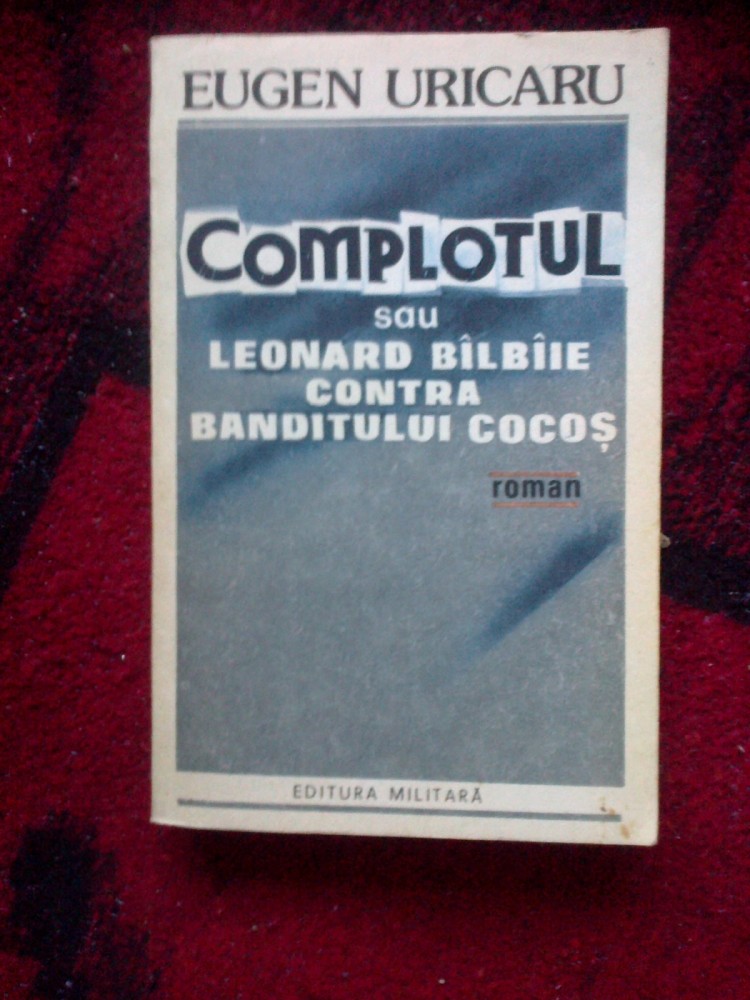 EUGEN URICARU
COMPLOTUL
sau
LEONARD BÎLBÎIE
CONTRA
BANDITULUI COCOȘ
roman
EDITURA MILITARĂ